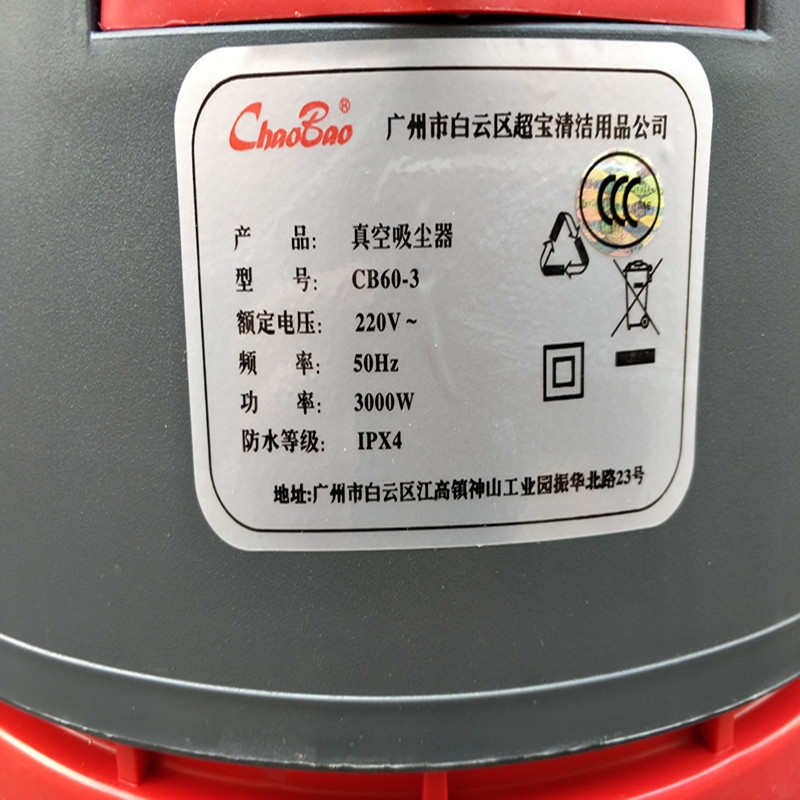 ChaoBao® 广州市白云区超宝清洁用品公司
CCC
产 品: 真空吸尘器
型 号: CB60-3
额定电压: 220V~
频 率: 50Hz
功 率: 3000W
防水等级: IPX4
地址:广州市白云区江高镇神山工业园振华北路23号